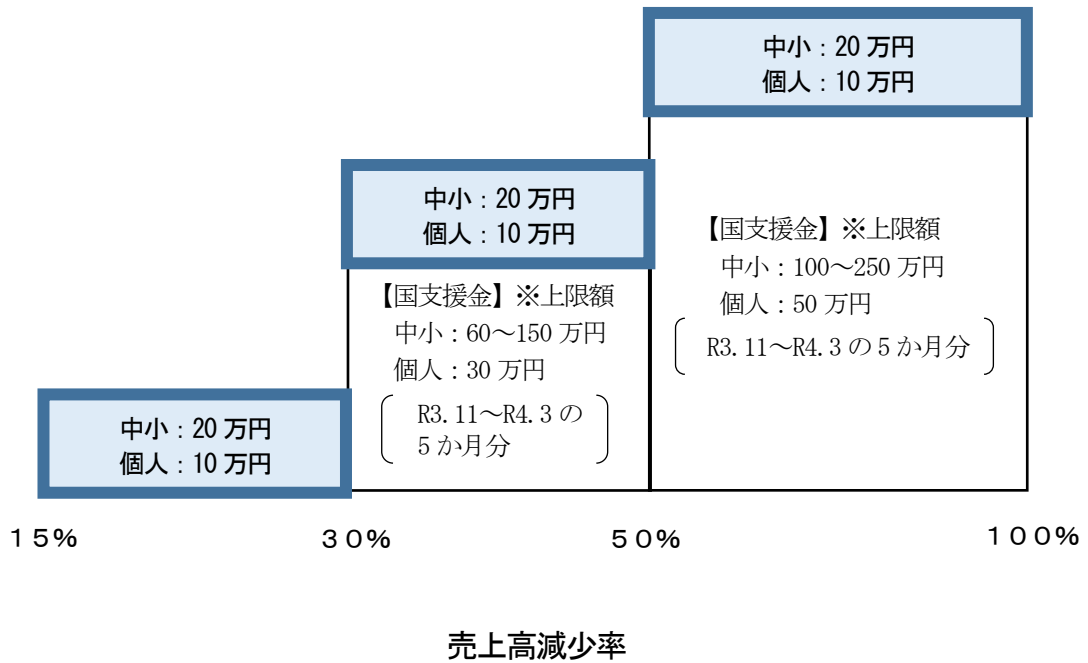 中小：20 万円
個人：10 万円
中小：20 万円
個人：10 万円
【国支援金】※上限額
中小：100～250 万円
個人：50 万円
R3.11～R4.3 の 5 か月分
【国支援金】※上限額
中小：60～150 万円
個人：30 万円
R3.11～R4.3 の
5 か月分
中小：20 万円
個人：10 万円
１５%
３０%
５０%
１００%
売上高減少率